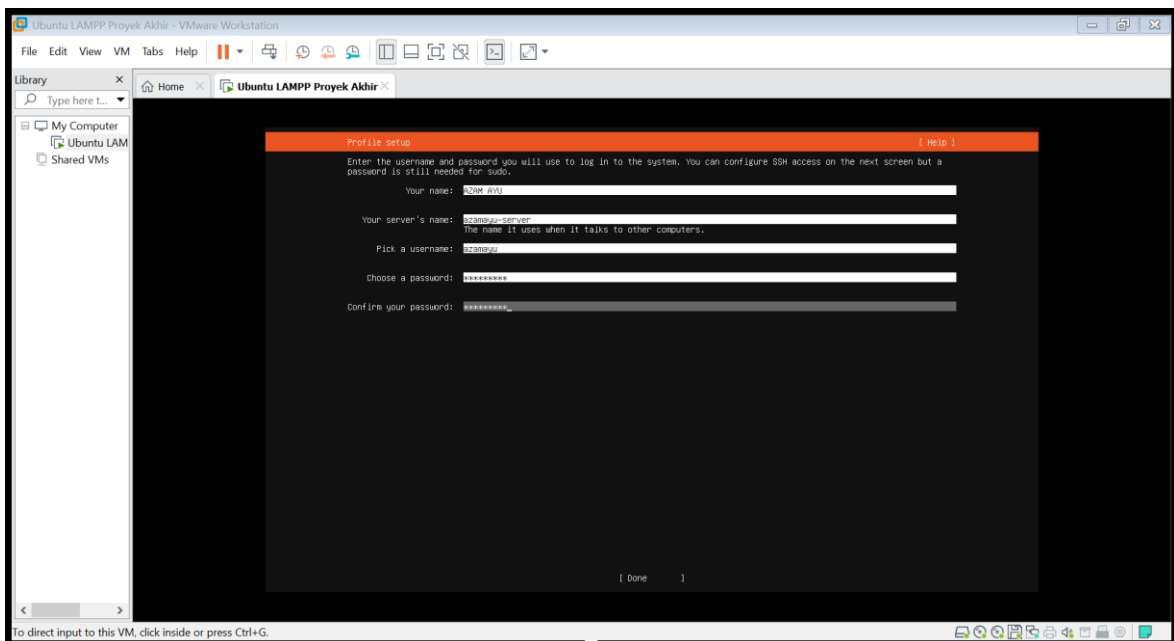 Ubuntu LAMPP Proyek Akhir - VMware Workstation
File Edit View VM Tabs Help
Library
Home
Ubuntu LAMPP Proyek Akhir
Type here t...
My Computer
Ubuntu LAM
Shared VMs
Profile setup [ Help ]
Enter the username and password you will use to log in to the system. You can configure SSH access on the next screen but a
password is still needed for sudo.
Your name: AZAM AYU
Your server's name: azamayu-server
The name it uses when it talks to other computers.
Pick a username: azamayu
Choose a password: *********
Confirm your password: *********_
[ Done ]
To direct input to this VM, click inside or press Ctrl+G.